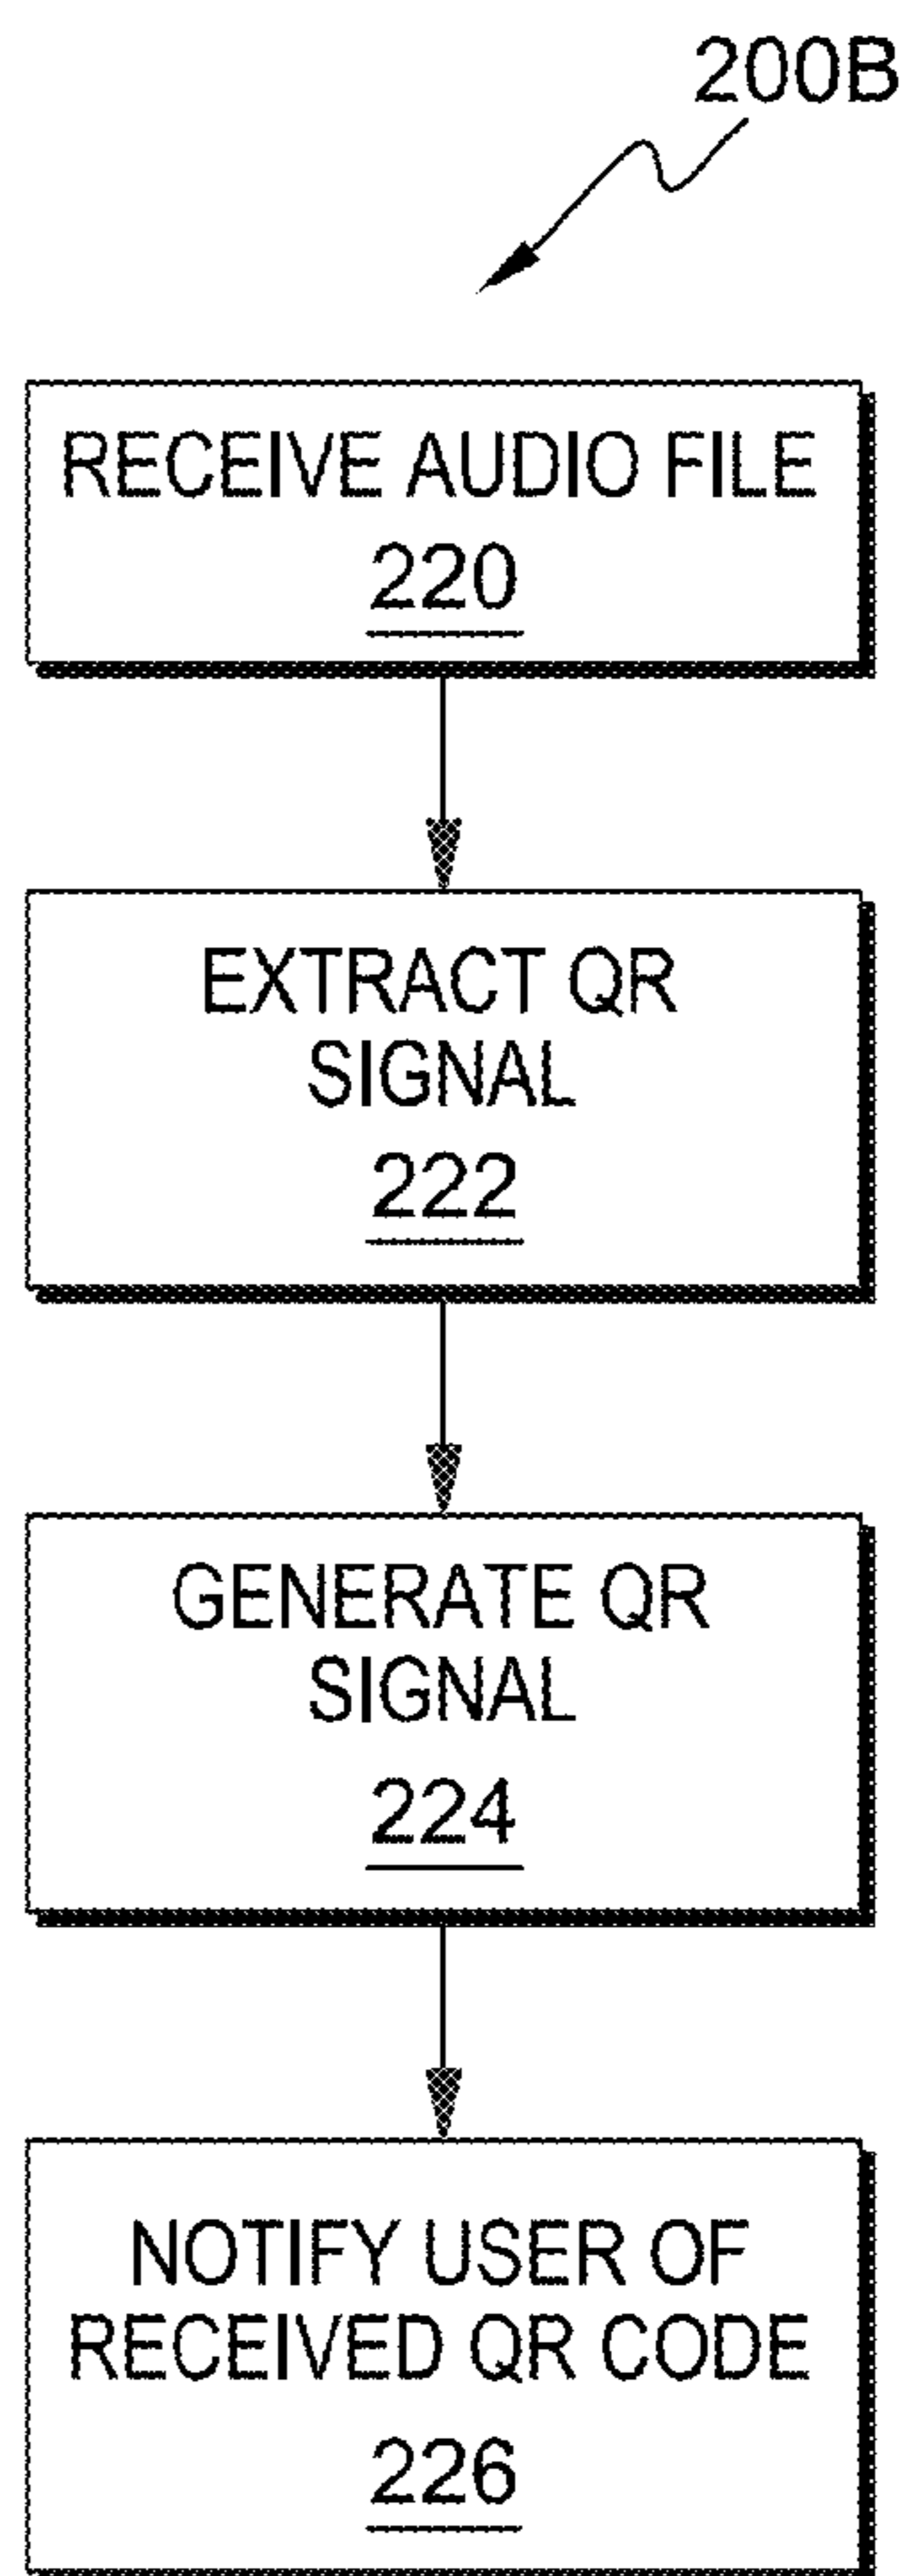 200B
RECEIVE AUDIO FILE
220
EXTRACT QR
SIGNAL
222
GENERATE QR
SIGNAL
224
NOTIFY USER OF
RECEIVED QR CODE
226